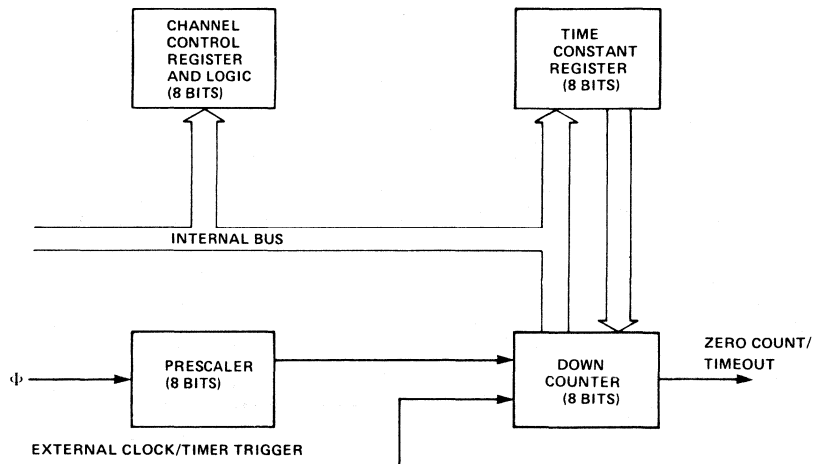 CHANNEL
CONTROL
REGISTER
AND LOGIC
(8 BITS)
TIME
CONSTANT
REGISTER
(8 BITS)
INTERNAL BUS
Φ
PRESCALER
(8 BITS)
DOWN
COUNTER
(8 BITS)
ZERO COUNT/
TIMEOUT
EXTERNAL CLOCK/TIMER TRIGGER